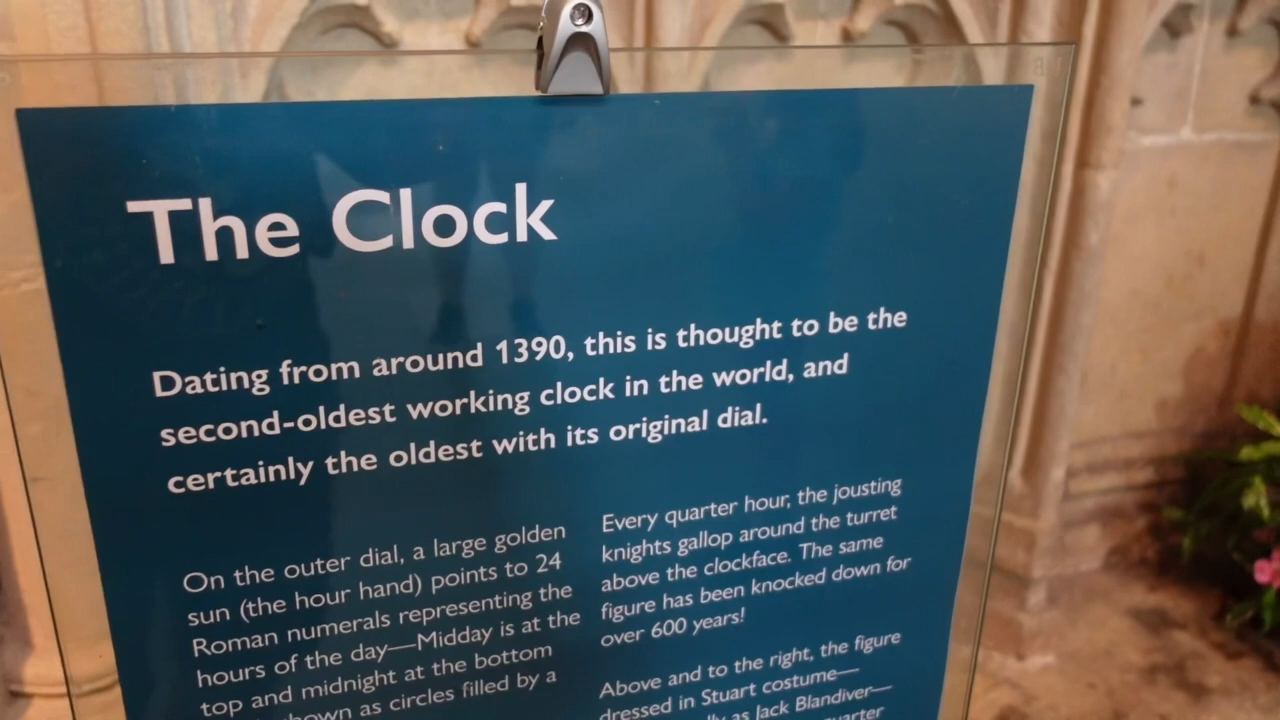 The Clock
Dating from around 1390, this is thought to be the
second-oldest working clock in the world, and
certainly the oldest with its original dial.
On the outer dial, a large golden
sun (the hour hand) points to 24
Roman numerals representing the
hours of the day—Midday is at the
top and midnight at the bottom
as circles filled by a
Every quarter hour, the jousting
knights gallop around the turret
above the clockface. The same
figure has been knocked down for
over 600 years!
Above and to the right, the figure
dressed in Stuart costume—
as Jack Blandiver—
quarter